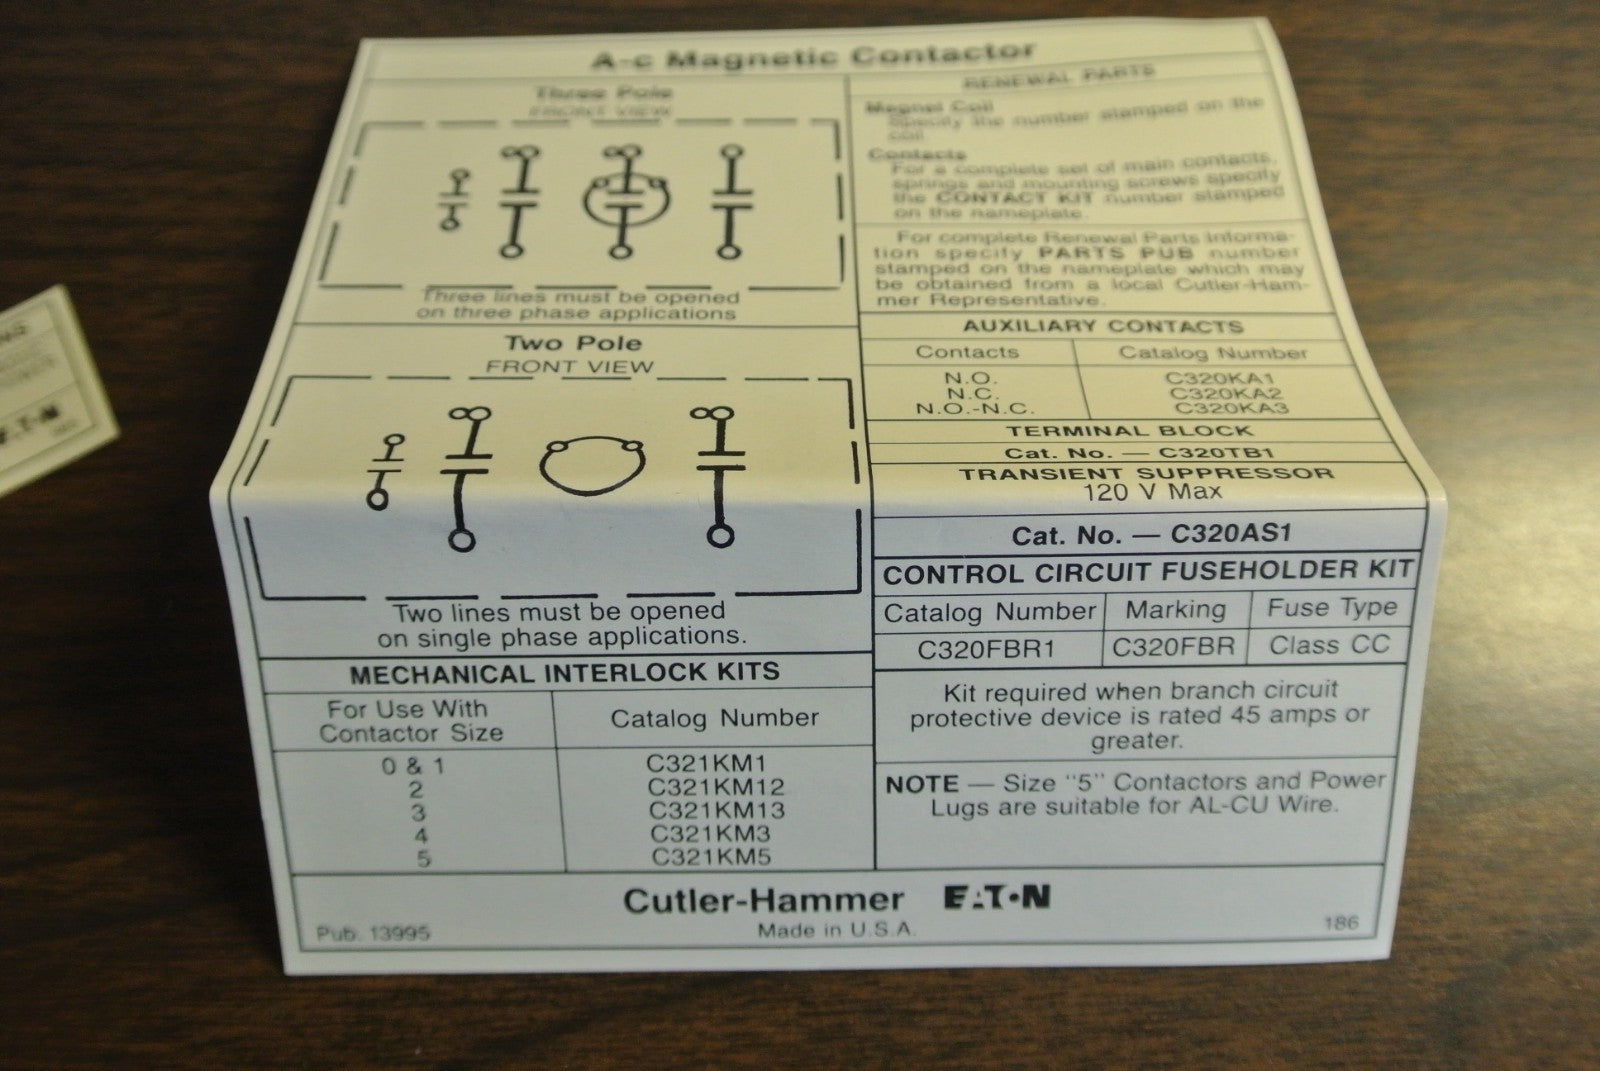 A-c Magnetic Contactor
Three Pole
FRONT VIEW
Three lines must be opened
on three phase applications
Two Pole
FRONT VIEW
Two lines must be opened
on single phase applications.
MECHANICAL INTERLOCK KITS
For Use With
Contactor Size
Catalog Number
0 & 1 C321KM1
2 C321KM12
3 C321KM13
4 C321KM3
5 C321KM5
RENEWAL PARTS
Magnet Coil
Specify the number stamped on the
coil.
Contacts
For a complete set of main contacts,
springs and mounting screws specify
the CONTACT KIT number stamped
on the nameplate.
For complete Renewal Parts Informa-
tion specify PARTS PUB number
stamped on the nameplate which may
be obtained from a local Cutler-Ham-
mer Representative.
AUXILIARY CONTACTS
Contacts Catalog Number
N.O. C320KA1
N.C. C320KA2
N.O.-N.C. C320KA3
TERMINAL BLOCK
Cat. No. — C320TB1
TRANSIENT SUPPRESSOR
120 V Max
Cat. No. — C320AS1
CONTROL CIRCUIT FUSEHOLDER KIT
Catalog Number Marking Fuse Type
C320FBR1 C320FBR Class CC
Kit required when branch circuit
protective device is rated 45 amps or
greater.
NOTE — Size "5" Contactors and Power
Lugs are suitable for AL-CU Wire.
Cutler-Hammer EATON
Made in U.S.A.
Pub. 13995
186